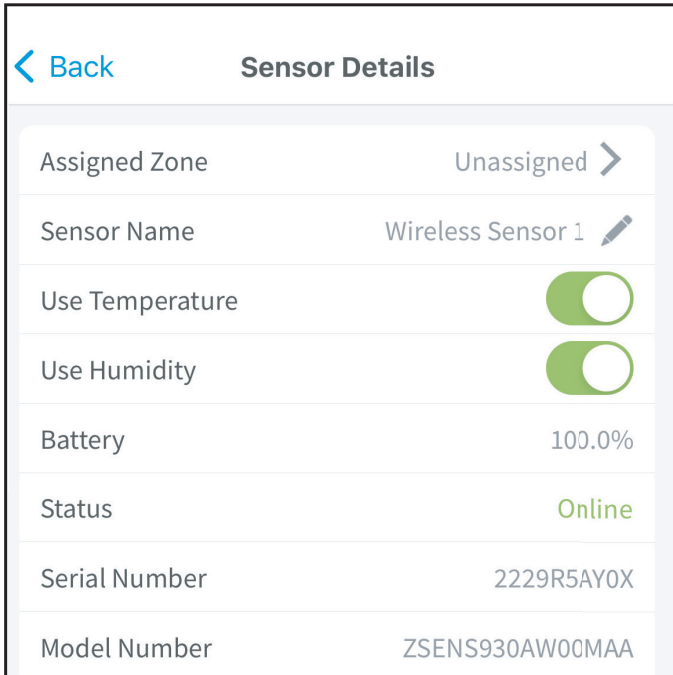 Back Sensor Details
Assigned Zone Unassigned
Sensor Name Wireless Sensor 1
Use Temperature
Use Humidity
Battery 100.0%
Status Online
Serial Number 2229R5AY0X
Model Number ZSENS930AW00MAA